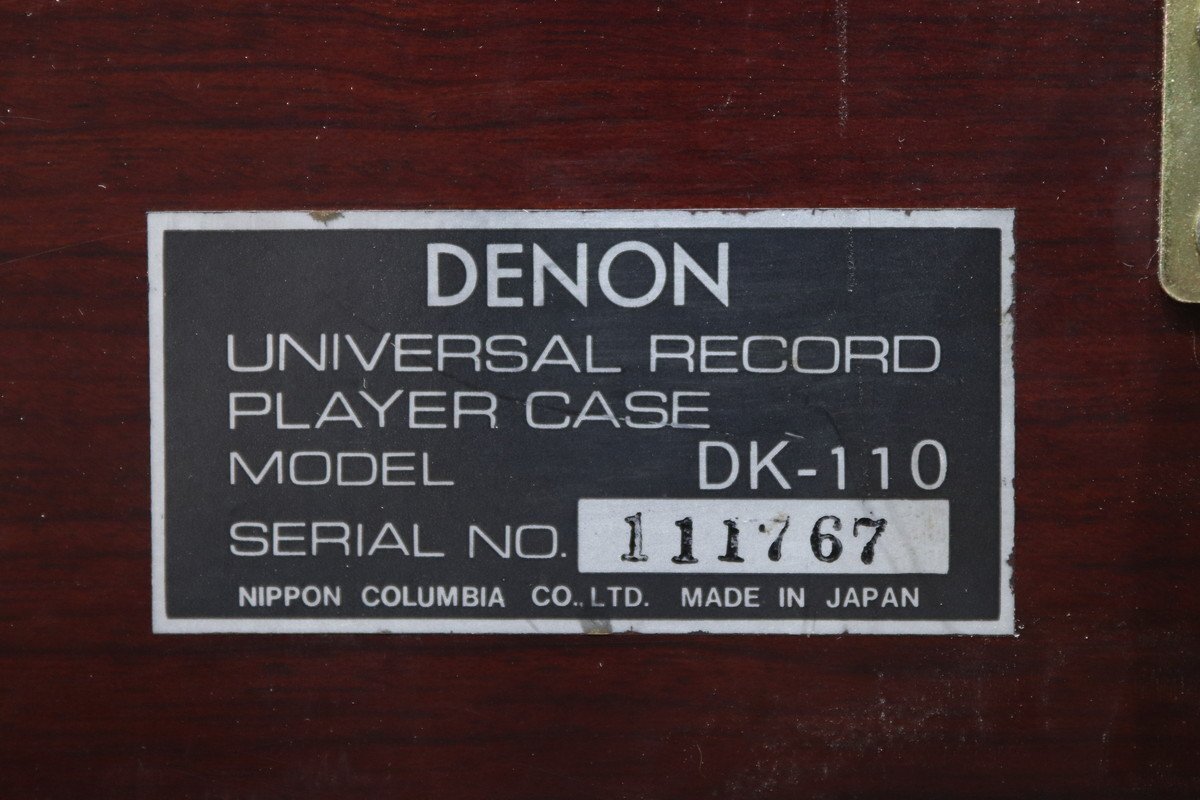 DENON
UNIVERSAL RECORD
PLAYER CASE
MODEL DK-110
SERIAL NO. 111767
NIPPON COLUMBIA CO., LTD. MADE IN JAPAN